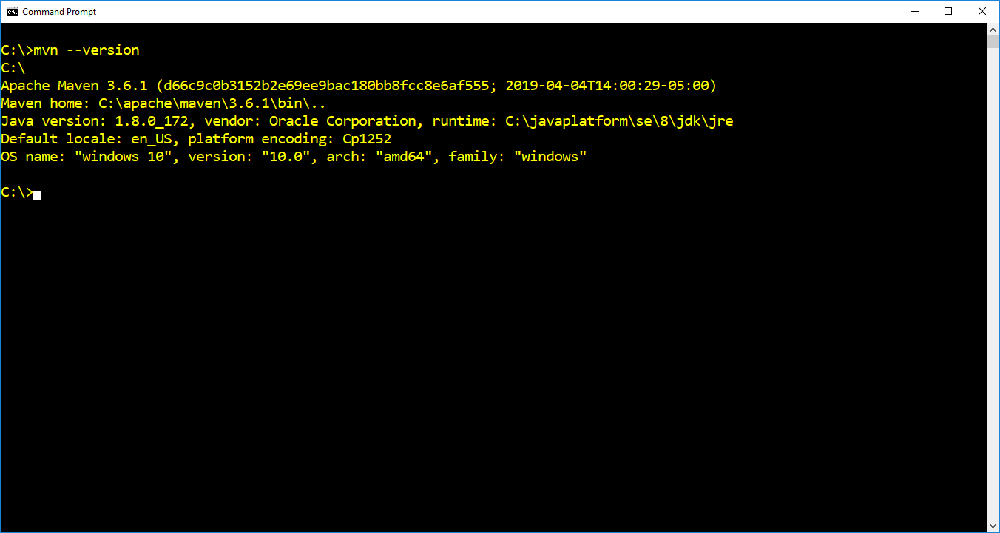 Command Prompt
C:\>mvn --version
C:\
Apache Maven 3.6.1 (d66c9c0b3152b2e69ee9bac180bb8fcc8e6af555; 2019-04-04T14:00:29-05:00)
Maven home: C:\apache\maven\3.6.1\bin\..
Java version: 1.8.0_172, vendor: Oracle Corporation, runtime: C:\javaplatform\se\8\jdk\jre
Default locale: en_US, platform encoding: Cp1252
OS name: "windows 10", version: "10.0", arch: "amd64", family: "windows"
C:\>